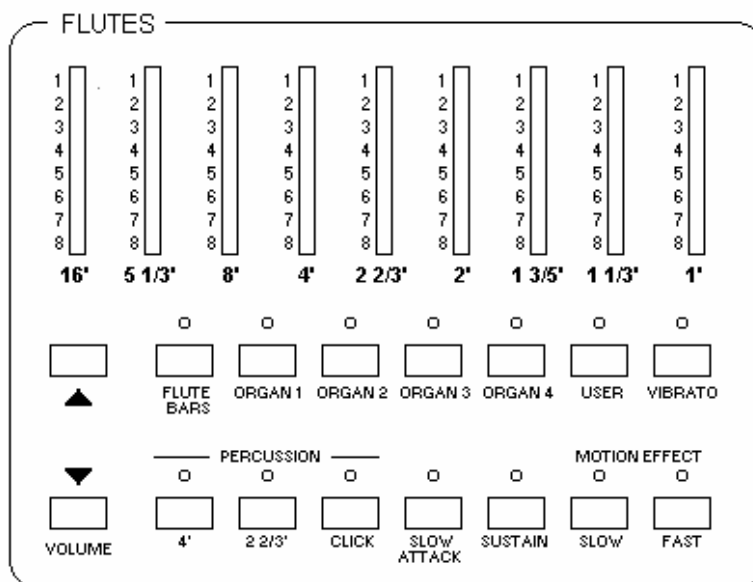 FLUTES
1 1 1 1 1 1 1 1 1
2 2 2 2 2 2 2 2 2
3 3 3 3 3 3 3 3 3
4 4 4 4 4 4 4 4 4
5 5 5 5 5 5 5 5 5
6 6 6 6 6 6 6 6 6
7 7 7 7 7 7 7 7 7
8 8 8 8 8 8 8 8 8
16' 5 1/3' 8' 4' 2 2/3' 2' 1 3/5' 1 1/3' 1'
FLUTE ORGAN 1 ORGAN 2 ORGAN 3 ORGAN 4 USER VIBRATO
BARS
PERCUSSION MOTION EFFECT
VOLUME 4' 2 2/3' CLICK SLOW SUSTAIN SLOW FAST
ATTACK